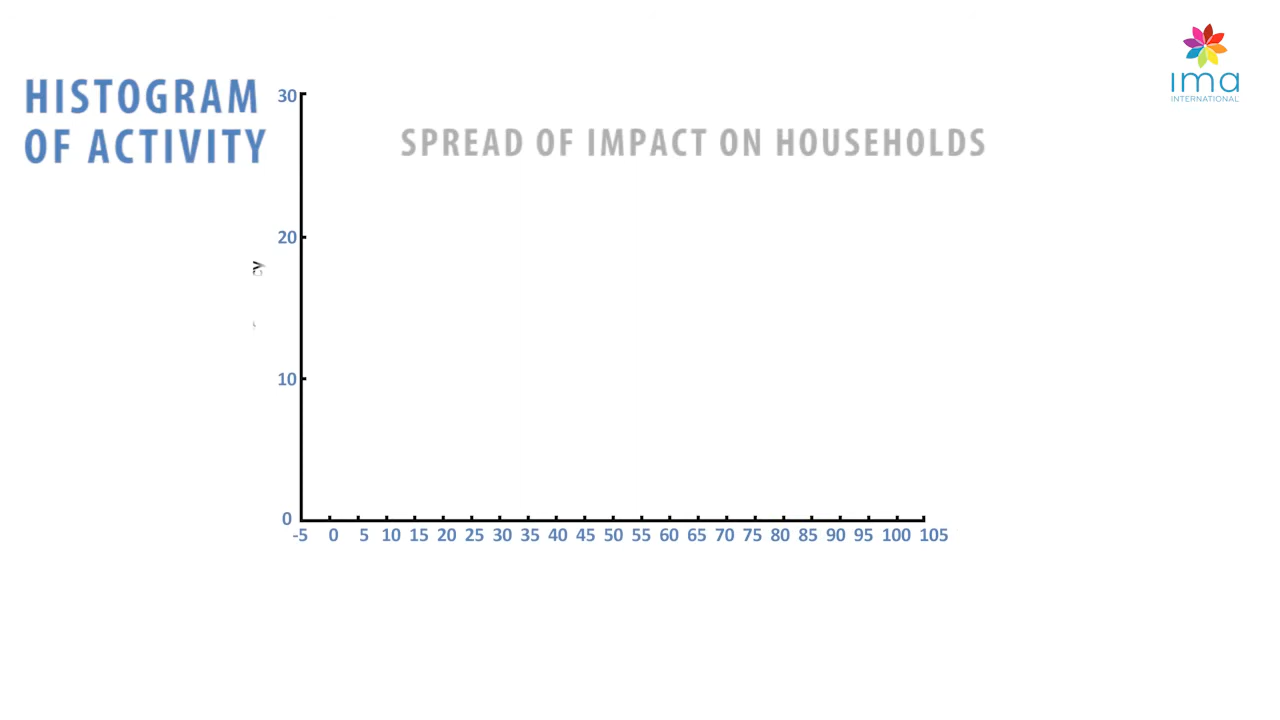 HISTOGRAM
OF ACTIVITY
SPREAD OF IMPACT ON HOUSEHOLDS
ima
INTERNATIONAL
30
20
10
0
-5 0 5 10 15 20 25 30 35 40 45 50 55 60 65 70 75 80 85 90 95 100 105